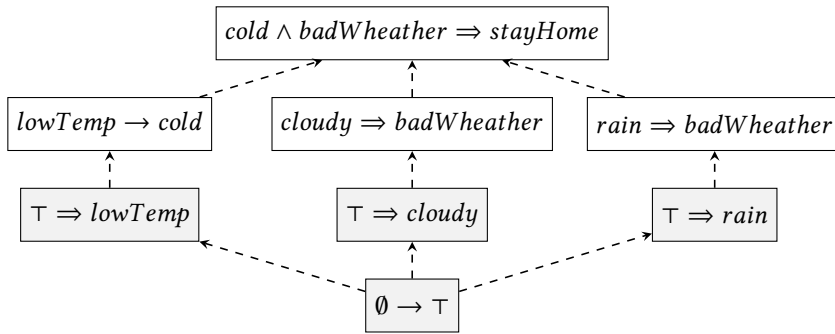 cold ∧ badWheather ⇒ stayHome
lowTemp → cold
cloudy ⇒ badWheather
rain ⇒ badWheather
⊤ ⇒ lowTemp
⊤ ⇒ cloudy
⊤ ⇒ rain
∅ → ⊤